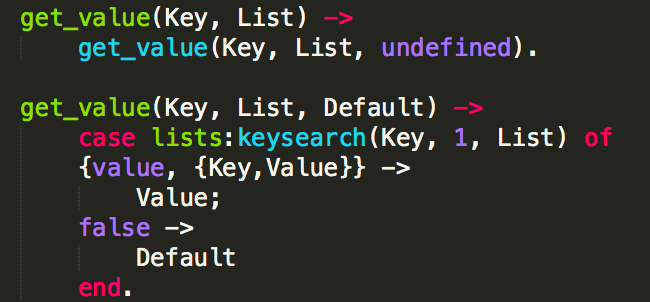 get_value(Key, List) ->
    get_value(Key, List, undefined).

get_value(Key, List, Default) ->
    case lists:keysearch(Key, 1, List) of
    {value, {Key,Value}} ->
        Value;
    false ->
        Default
    end.